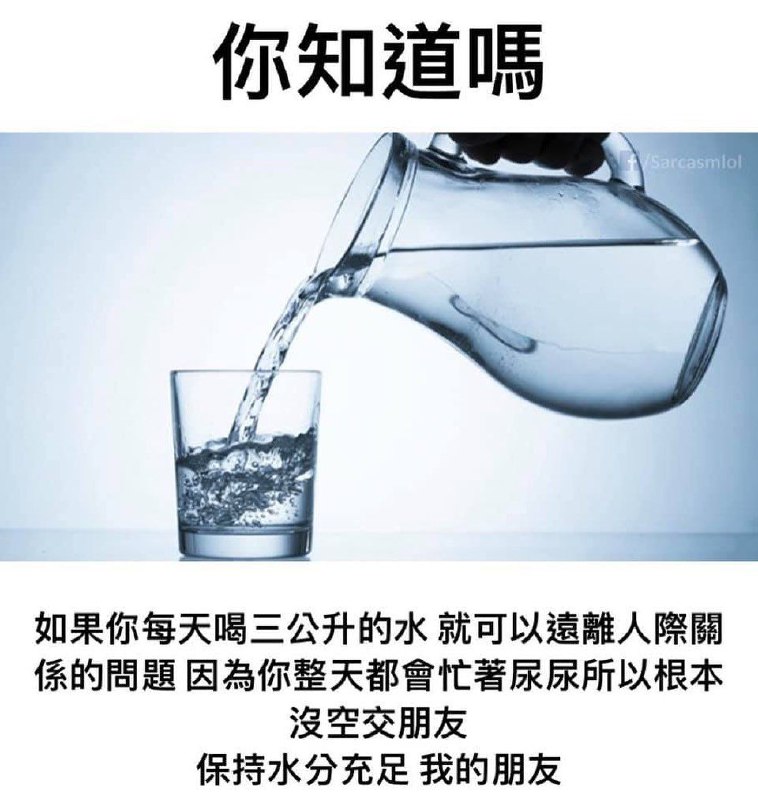 你知道嗎
f/Sarcasmlol
如果你每天喝三公升的水 就可以遠離人際關
係的問題 因為你整天都會忙著尿尿所以根本
沒空交朋友
保持水分充足 我的朋友